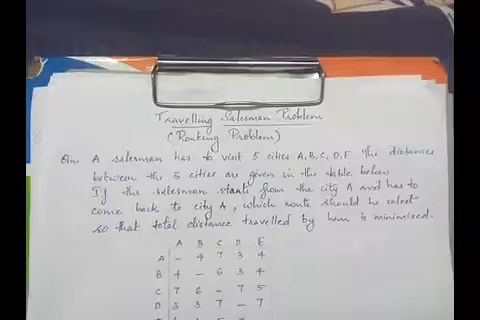 Travelling Salesman Problem
(Routing Problem)
Qn. A salesman has to visit 5 cities A, B, C, D, E The distances
between the 5 cities are given in the table below
If the salesman starts from the city A and has to
come back to city A, which route should he select
so that total distance travelled by him is minimised.
A B C D E
A - 4 7 3 4
B 4 - 6 3 4
C 7 6 - 7 5
D 3 3 7 - 7